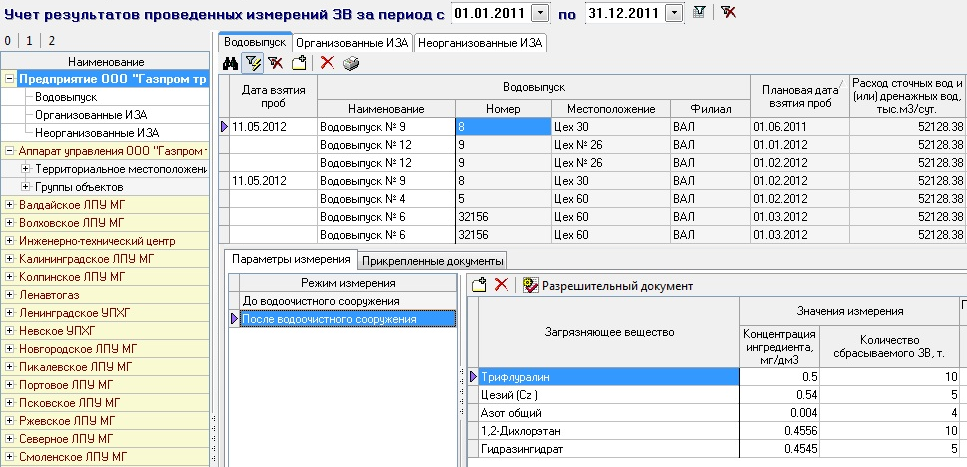 Учет результатов проведенных измерений ЗВ за период с 01.01.2011 по 31.12.2011
0 1 2
Наименование
Предприятие ООО "Газпром тр
Водовыпуск
Организованные ИЗА
Неорганизованные ИЗА
Аппарат управления ООО "Газпром т
Территориальное местоположени
Группы объектов
Валдайское ЛПУ МГ
Волховское ЛПУ МГ
Инженерно-технический центр
Калининградское ЛПУ МГ
Колпинское ЛПУ МГ
Ленавтогаз
Ленинградское УПХГ
Невское УПХГ
Новгородское ЛПУ МГ
Пикалевское ЛПУ МГ
Портовое ЛПУ МГ
Псковское ЛПУ МГ
Ржевское ЛПУ МГ
Северное ЛПУ МГ
Смоленское ЛПУ МГ
Водовыпуск Организованные ИЗА Неорганизованные ИЗА
Дата взятия проб Водовыпуск Плановая дата взятия проб Расход сточных вод и (или) дренажных вод, тыс.м3/сут.
Наименование Номер Местоположение Филиал
11.05.2012 Водовыпуск № 9 8 Цех 30 ВАЛ 01.06.2011 52128.38
Водовыпуск № 12 9 Цех № 26 ВАЛ 01.01.2012 52128.38
Водовыпуск № 12 9 Цех № 26 ВАЛ 01.02.2012 52128.38
11.05.2012 Водовыпуск № 9 8 Цех 30 ВАЛ 01.02.2012 52128.38
Водовыпуск № 4 5 Цех 60 ВАЛ 01.02.2012 52128.38
Водовыпуск № 6 32156 Цех 60 ВАЛ 01.03.2012 52128.38
Водовыпуск № 6 32156 Цех 60 ВАЛ 01.03.2012 52128.38
Параметры измерения Прикрепленные документы
Режим измерения
До водоочистного сооружения
После водоочистного сооружения
Разрешительный документ
Загрязняющее вещество Значения измерения П
Концентрация ингредиента, мг/дм3 Количество сбрасываемого ЗВ, т.
Трифлуралин 0.5 10
Цезий (Cz ) 0.54 5
Азот общий 0.004 4
1,2-Дихлорэтан 0.4556 10
Гидразингидрат 0.4545 5